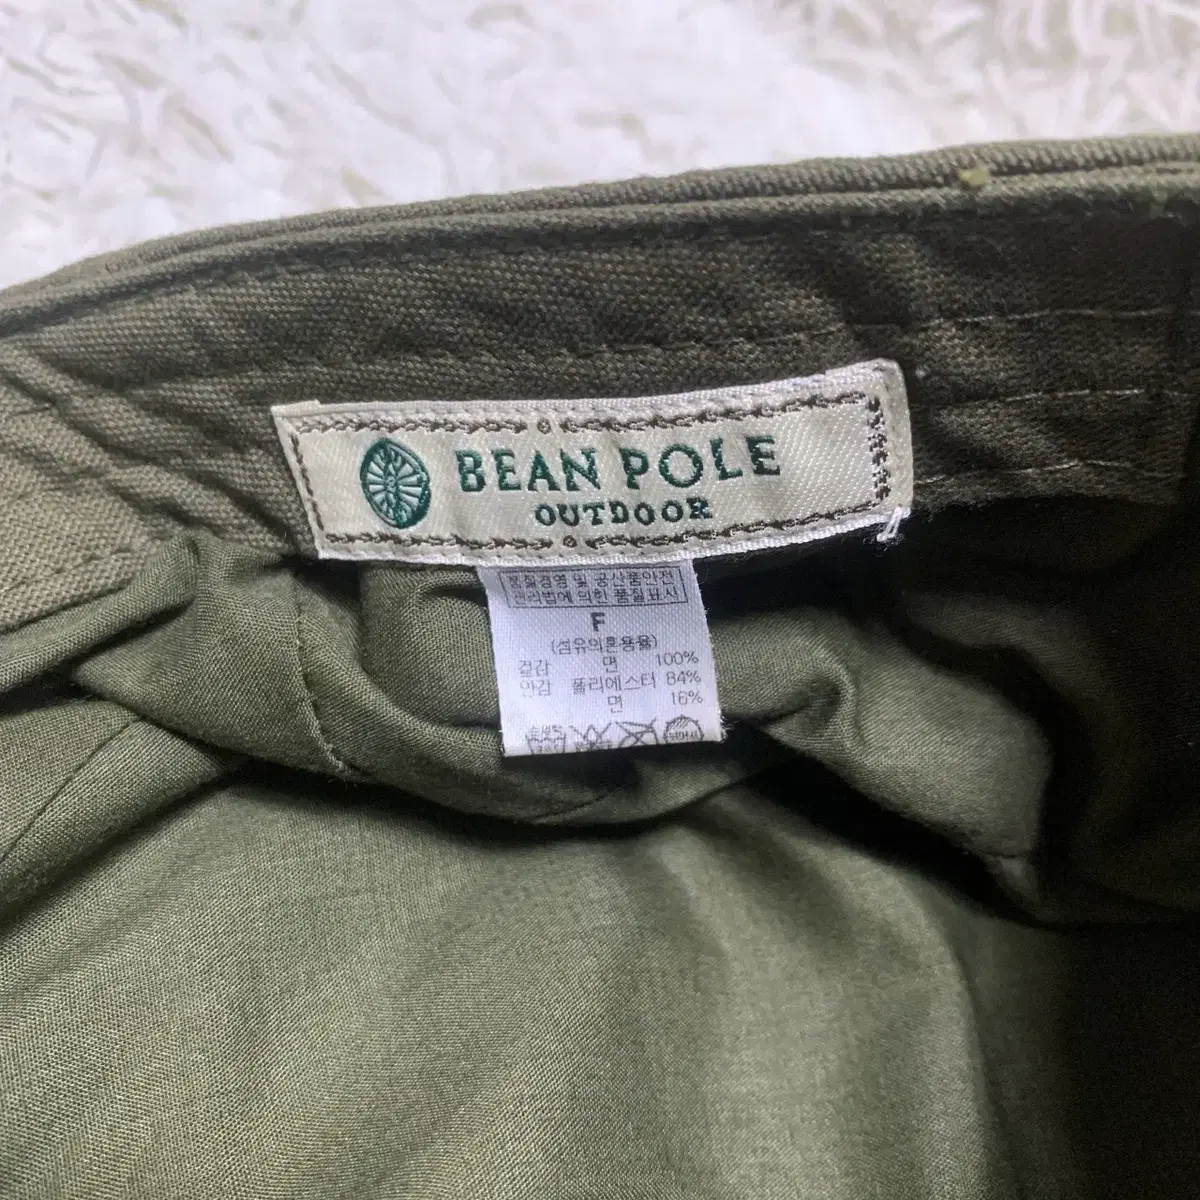 BEAN POLE
OUTDOOR
품질경영 및 공산품안전
관리법에 의한 품질표시
F
(섬유의혼용율)
겉감 면 100%
안감 폴리에스터 84%
면 16%